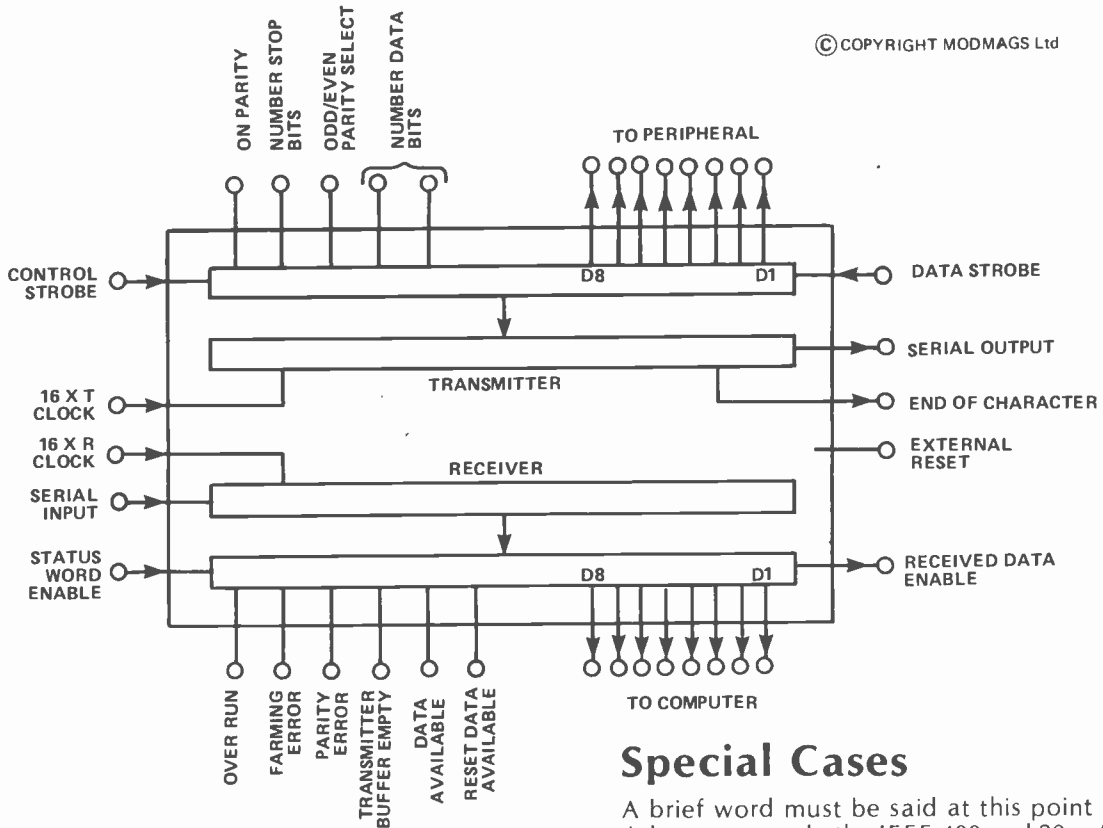 © COPYRIGHT MODMAGS Ltd
ON PARITY
NUMBER STOP
BITS
ODD/EVEN
PARITY SELECT
NUMBER DATA
BITS
TO PERIPHERAL
CONTROL
STROBE
D8
D1
DATA STROBE
SERIAL OUTPUT
TRANSMITTER
16 X T
CLOCK
END OF CHARACTER
16 X R
CLOCK
EXTERNAL
RESET
RECEIVER
SERIAL
INPUT
STATUS
WORD
ENABLE
D8
D1
RECEIVED DATA
ENABLE
OVER RUN
FARMING
ERROR
PARITY
ERROR
TRANSMITTER
BUFFER EMPTY
DATA
AVAILABLE
RESET DATA
AVAILABLE
TO COMPUTER
Special Cases
A brief word must be said at this point